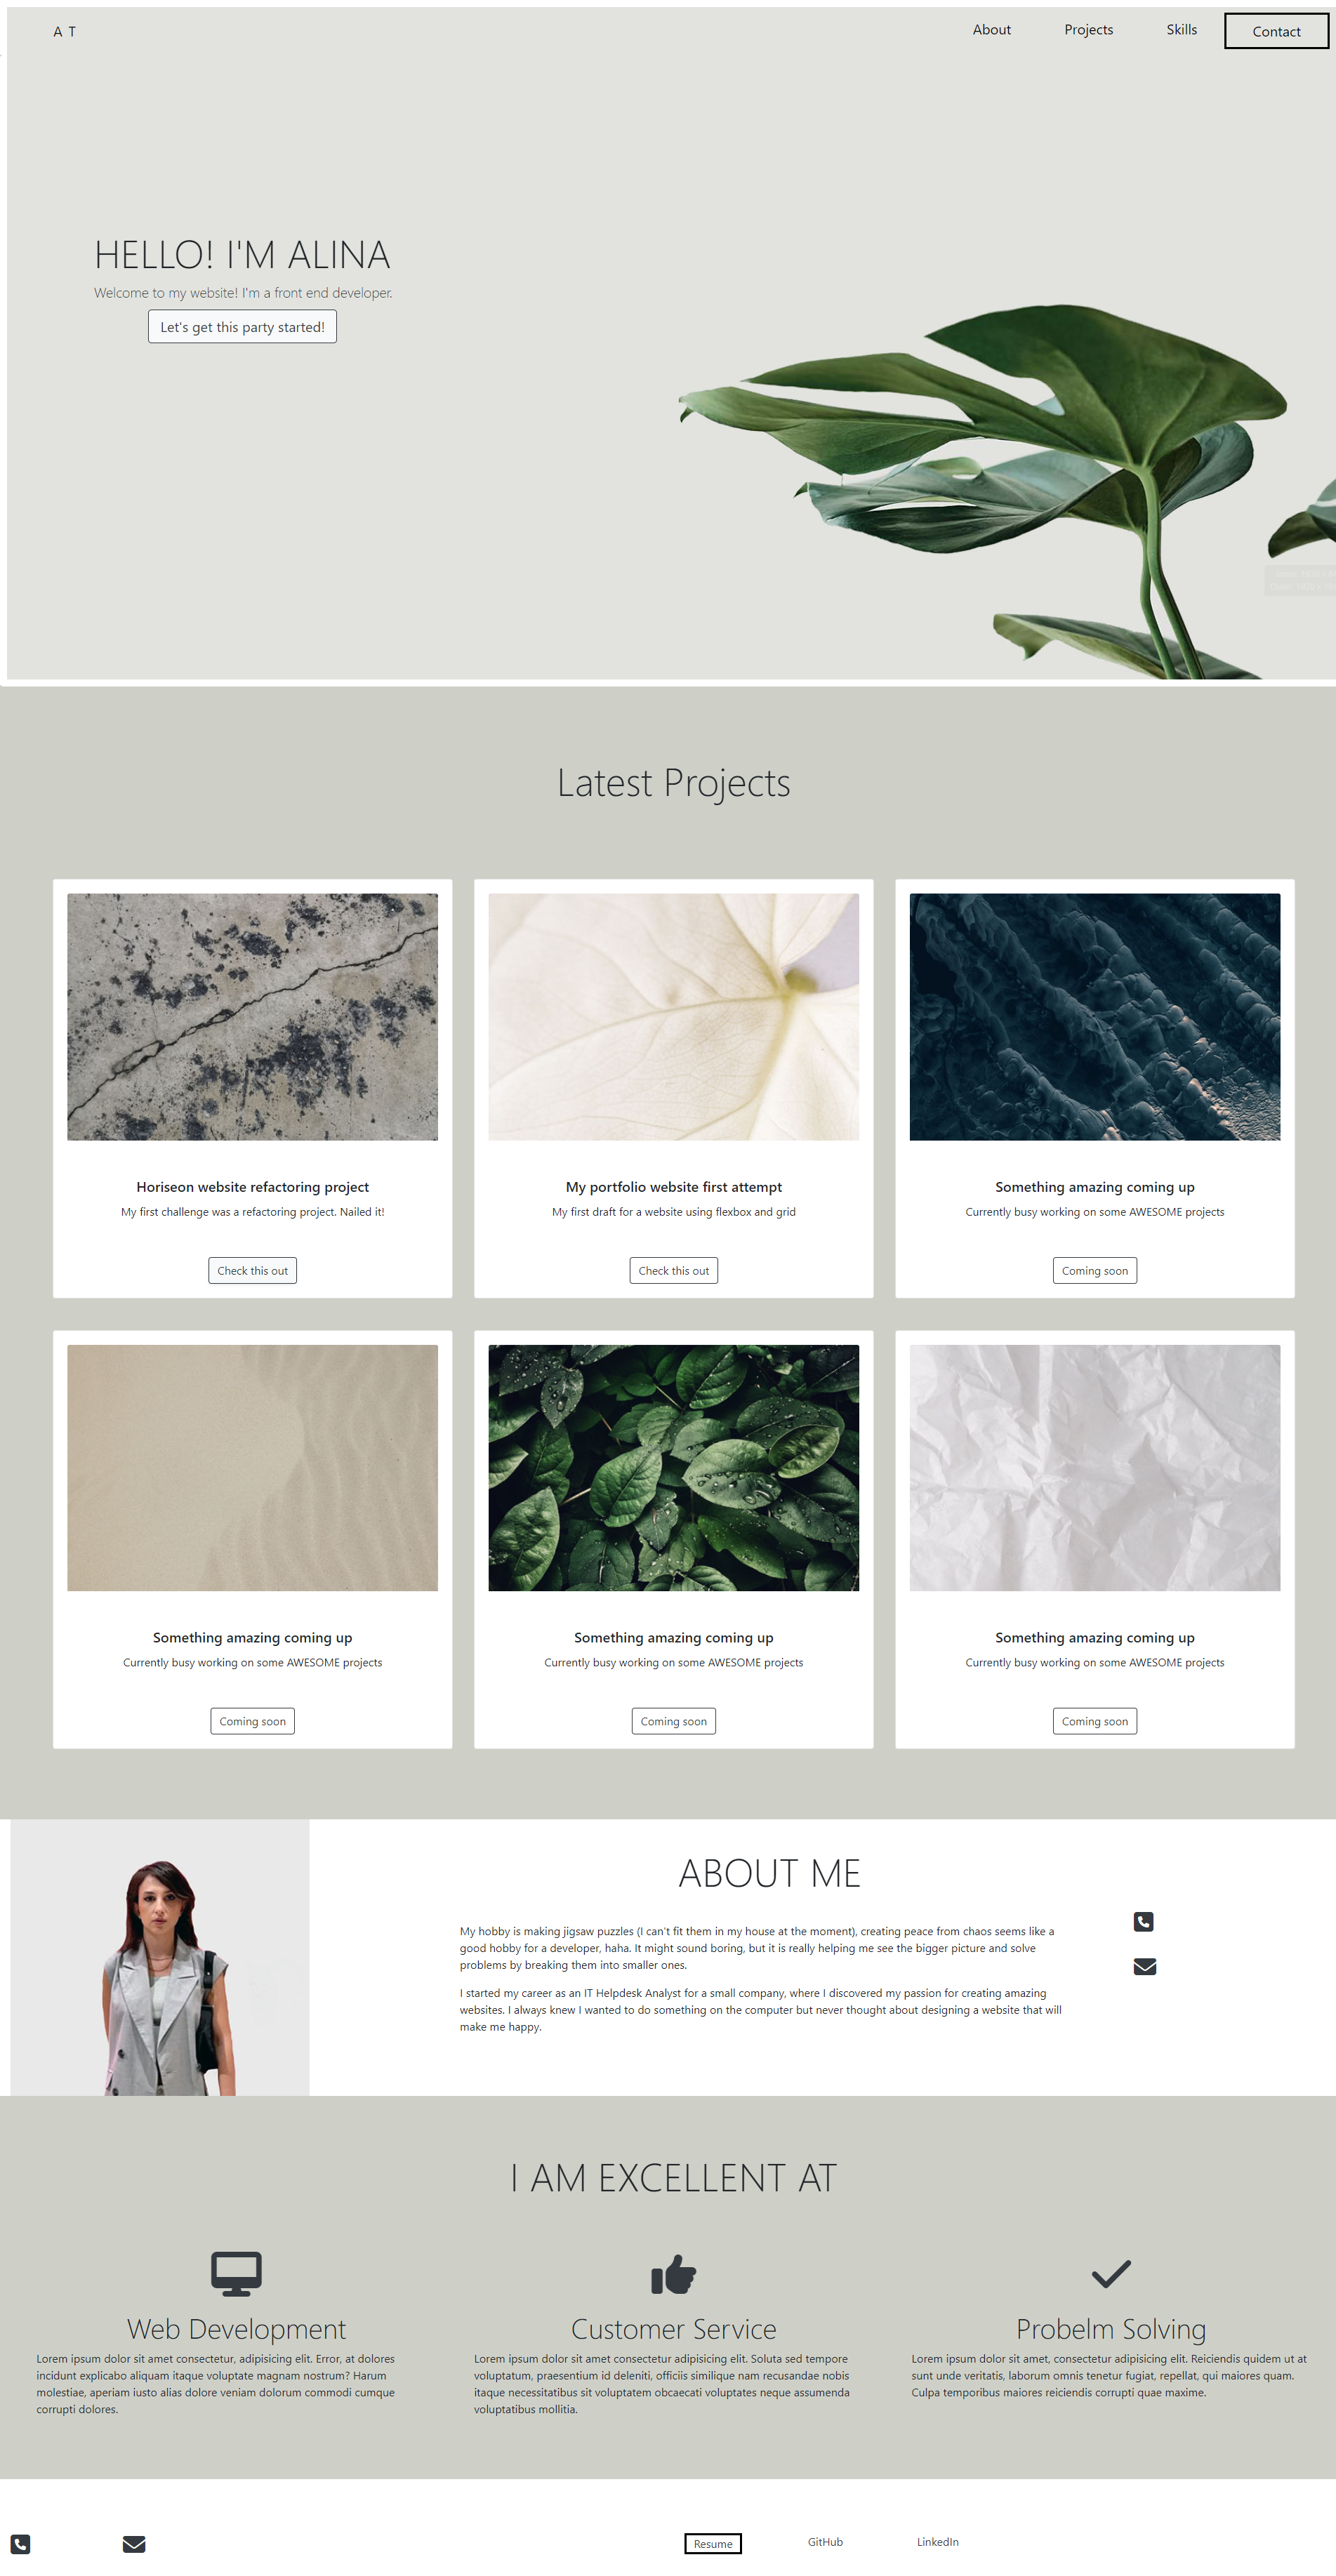 A T
About
Projects
Skills
Contact
HELLO! I'M ALINA
Welcome to my website! I'm a front end developer.
Let's get this party started!
Latest Projects
Horiseon website refactoring project
My first challenge was a refactoring project. Nailed it!
Check this out
My portfolio website first attempt
My first draft for a website using flexbox and grid
Check this out
Something amazing coming up
Currently busy working on some AWESOME projects
Coming soon
Something amazing coming up
Currently busy working on some AWESOME projects
Coming soon
Something amazing coming up
Currently busy working on some AWESOME projects
Coming soon
Something amazing coming up
Currently busy working on some AWESOME projects
Coming soon
ABOUT ME
My hobby is making jigsaw puzzles (I can't fit them in my house at the moment), creating peace from chaos seems like a
good hobby for a developer, haha. It might sound boring, but it is really helping me see the bigger picture and solve
problems by breaking them into smaller ones.
I started my career as an IT Helpdesk Analyst for a small company, where I discovered my passion for creating amazing
websites. I always knew I wanted to do something on the computer but never thought about designing a website that will
make me happy.
I AM EXCELLENT AT
Web Development
Lorem ipsum dolor sit amet consectetur, adipisicing elit. Error, at dolores
incidunt explicabo aliquam itaque voluptate magnam nostrum? Harum
molestiae, aperiam iusto alias dolore veniam dolorum commodi cumque
corrupti dolores.
Customer Service
Lorem ipsum dolor sit amet consectetur adipisicing elit. Soluta sed tempore
voluptatum, praesentium id deleniti, officiis similique nam recusandae nobis
itaque necessitatibus sit voluptatem obcaecati voluptates neque assumenda
voluptatibus mollitia.
Probelm Solving
Lorem ipsum dolor sit amet, consectetur adipisicing elit. Reiciendis quidem ut at
sunt unde veritatis, laborum omnis tenetur fugiat, repellat, qui maiores quam.
Culpa temporibus maiores reiciendis corrupti quae maxime.
Resume
GitHub
LinkedIn